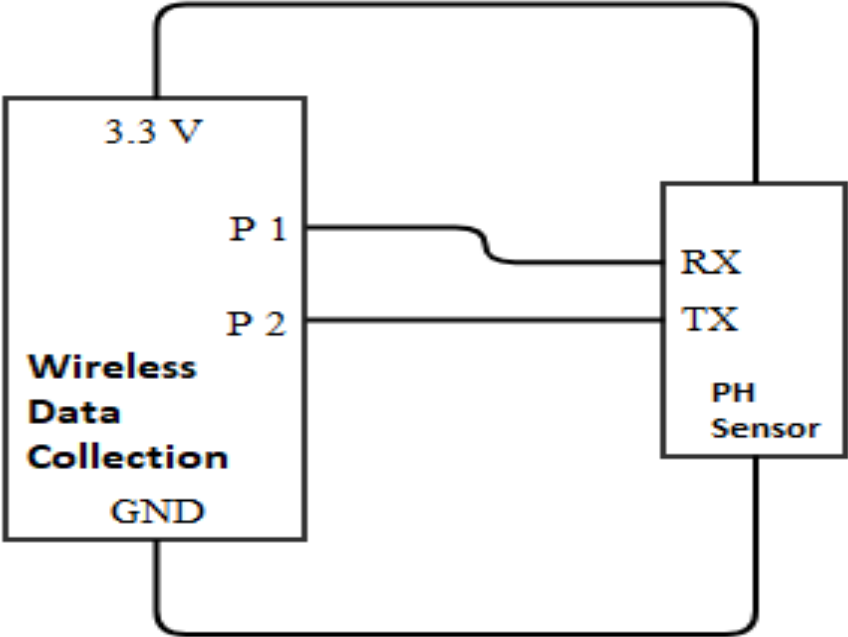 3.3 V
P 1
P 2
Wireless
Data
Collection
GND
RX
TX
PH
Sensor